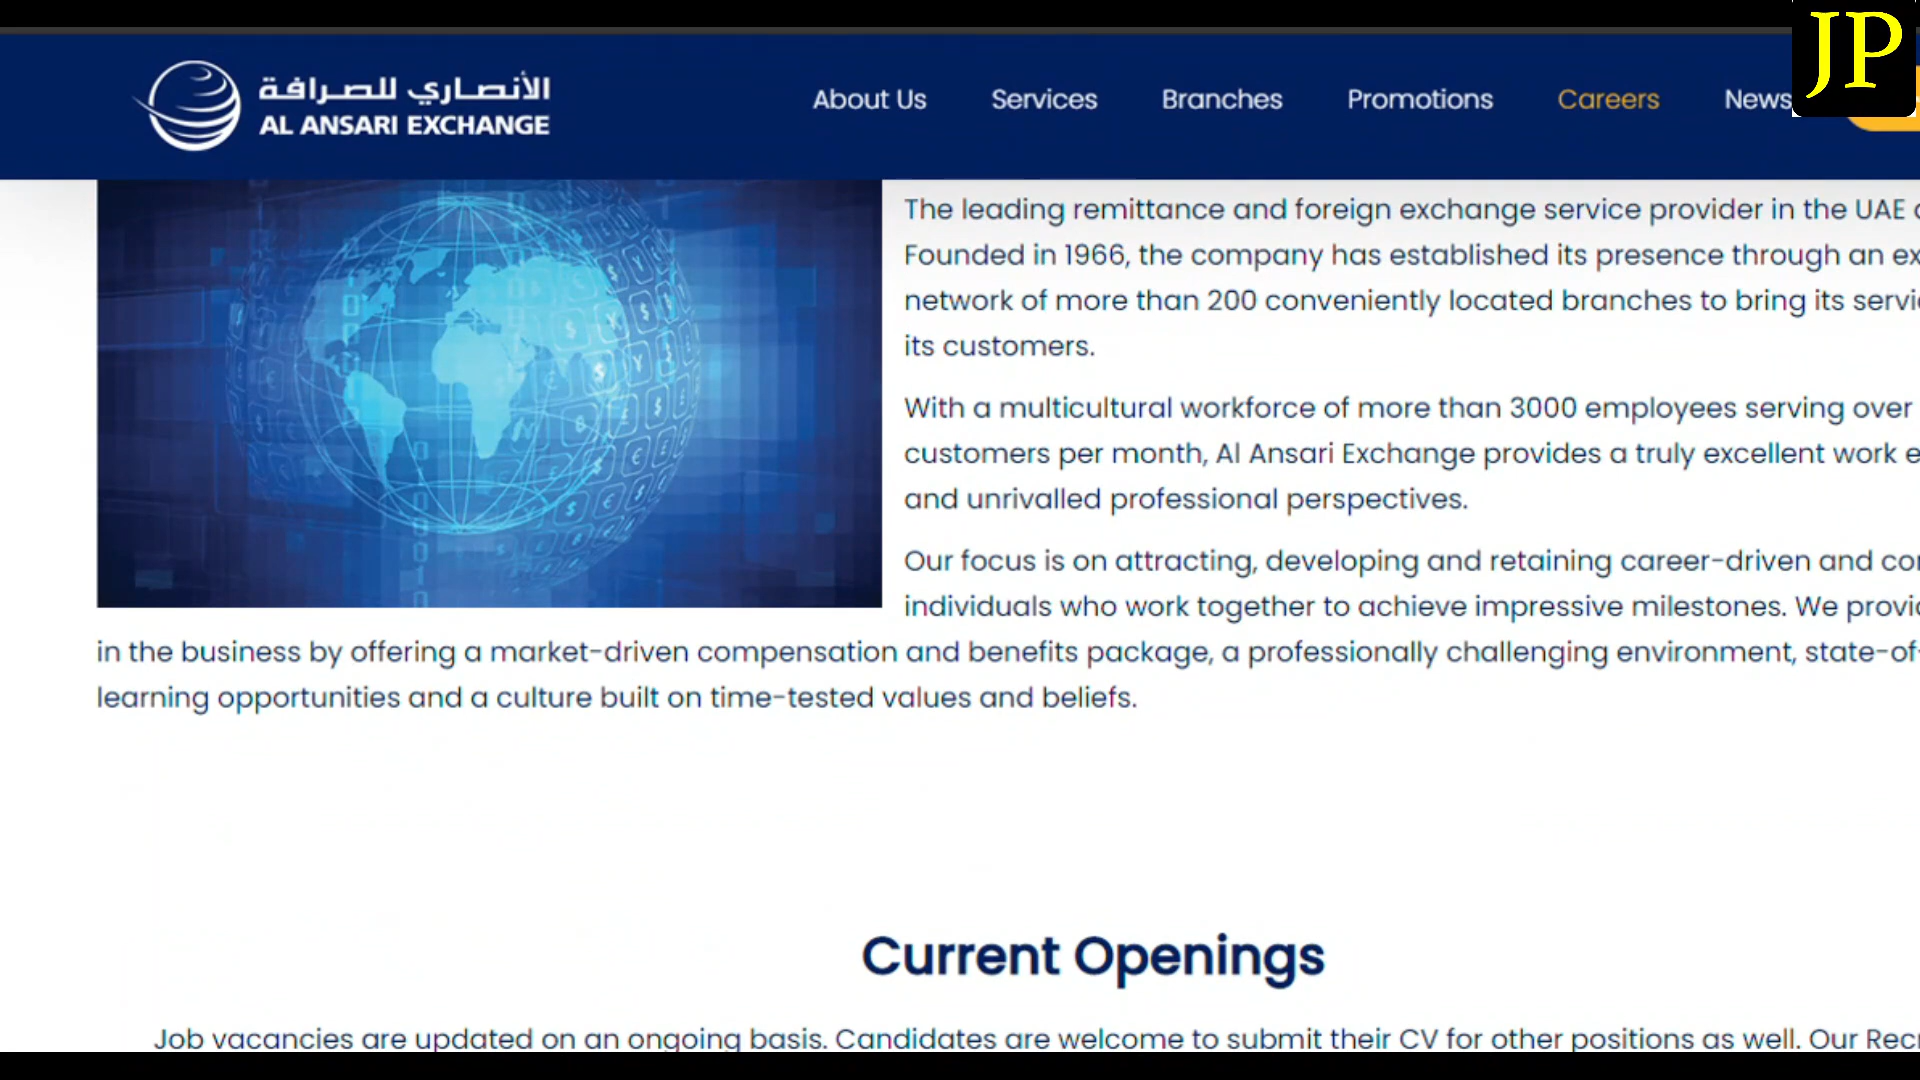 JP
الأنصاري للصرافة
AL ANSARI EXCHANGE
About Us Services Branches Promotions Careers News
The leading remittance and foreign exchange service provider in the UAE
Founded in 1966, the company has established its presence through an
network of more than 200 conveniently located branches to bring its
its customers.
With a multicultural workforce of more than 3000 employees serving over
customers per month, Al Ansari Exchange provides a truly excellent work
and unrivalled professional perspectives.
Our focus is on attracting, developing and retaining career-driven and
individuals who work together to achieve impressive milestones. We
in the business by offering a market-driven compensation and benefits package, a professionally challenging environment, state-of-
learning opportunities and a culture built on time-tested values and beliefs.
Current Openings
Job vacancies are updated on an ongoing basis. Candidates are welcome to submit their CV for other positions as well. Our